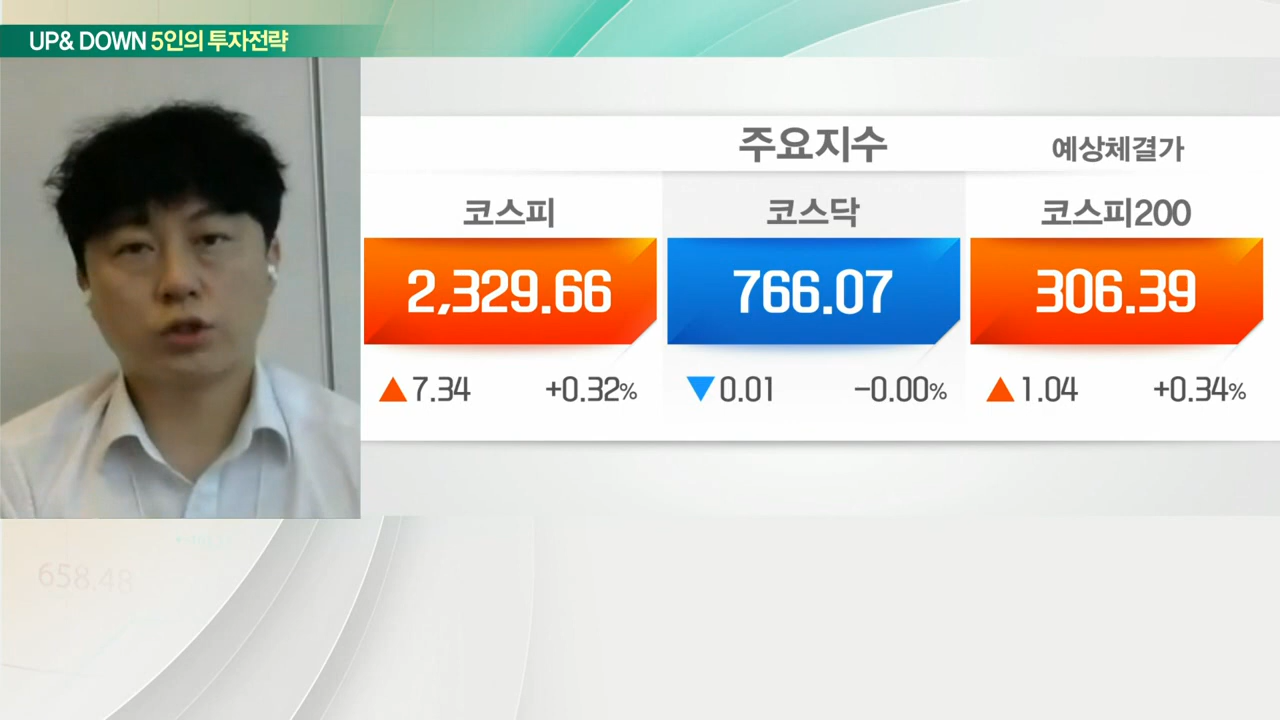 UP& DOWN 5인의 투자전략
주요지수
예상체결가
코스피 코스닥 코스피200
2,329.66 766.07 306.39
▲7.34 +0.32% ▼0.01 -0.00% ▲1.04 +0.34%
658.48